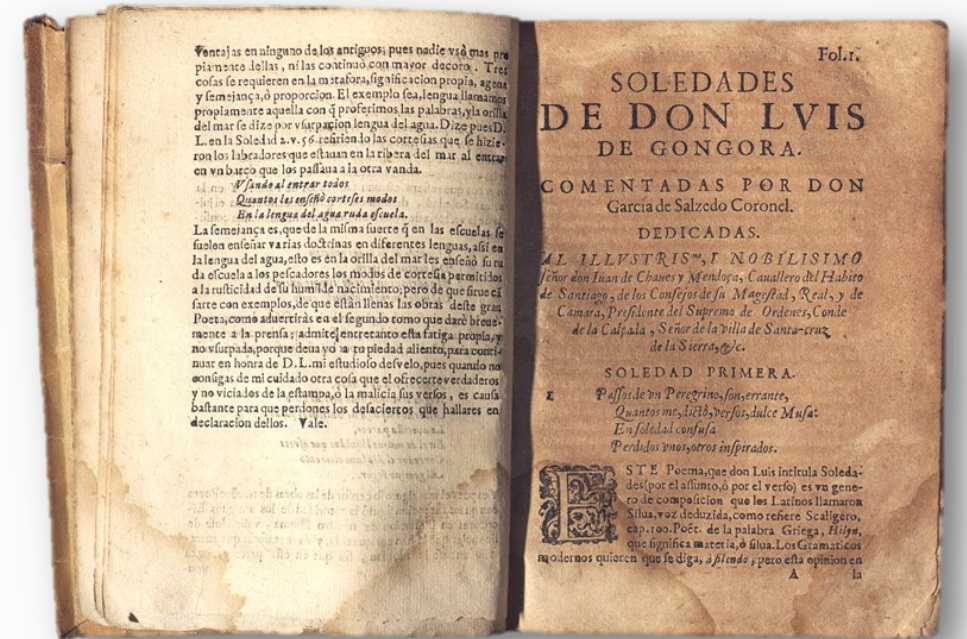 Ventajas en ninguno de los antiguos; pues nadie vsò mas pro
piamente dellas, ni las continuò con mayor decoro. Tres
cosas se requieren en la metafora, significacion propia, agena
y semejança, ò proporcion. El exemplo sea, lengua llamamos
propiamente aquella con q̃ proferimos las palabras, y la orilla
del mar se dize por vsurpacion lengua del agua. Dize pues D.
L. en la Soledad 2. v. 56. refiriendo las cortesias que se hizie-
ron los labradores que estauan en la ribera del mar al entrar
en vn barco que los passaua a la otra vanda.
Vsando al entrar todos
Quantos les enseñò corteses modos
En la lengua del agua ruda escuela.
La semejança es, que de la misma suerte q̃ en las escuelas se
suelen enseñar varias doctrinas en diferentes lenguas, assi en
la lengua del agua, esto es en la orilla del mar les enseñò su ru
da escuela a los pescadores los modos de cortesia permitidos
a la rusticidad de su humilde nacimiento; pero de que sirue cã
sarte con exemplos, de que estàn llenas las obras deste gran
Poeta, como aduertiràs en el segundo tomo que darè breue-
mente a la prensa; admite entretanto esta fatiga propia, y
no vsurpada, porque deua yo a tu piedad aliento, para conti-
nuar en honra de D. L. mi estudioso desvelo, pues quando no
consigas de mi cuidado otra cosa que el ofrecerte verdaderos
y no viciados de la estampa, ò la malicia sus versos, es causa
bastante para que perdones los desaciertos que hallares en
declaracion dellos. Vale.
Fol. 1.
SOLEDADES
DE DON LVIS
DE GONGORA.
COMENTADAS POR DON
Garcia de Salzedo Coronel.
DEDICADAS.
AL ILLVSTRISmo, I NOBILISIMO
señor don Iuan de Chaues y Mendoça, Cauallero del Habito
de Santiago, de los Consejos de su Magestad, Real, y de
Camara, Presidente del Supremo de Ordenes, Conde
de la Calçada, Señor de la villa de Santa-cruz
de la Sierra, &c.
SOLEDAD PRIMERA.
1 Passos de vn Peregrino, son, errante,
Quantos me, dictò, versos, dulce Musa:
En soledad confusa
Perdidos vnos, otros inspirados.
ESTE Poema, que don Luis intitula Soleda-
des (por el assunto, ò por el verso) es vn gene-
ro de composicion que los Latinos llamaron
Silua, voz deduzida, como refiere Scaligero,
cap. 100. Poët. de la palabra Griega, Hilyn,
que significa materia, ò silua. Los Gramaticos
modernos quieren que se diga, à silendo, pero esta opinion en
A la